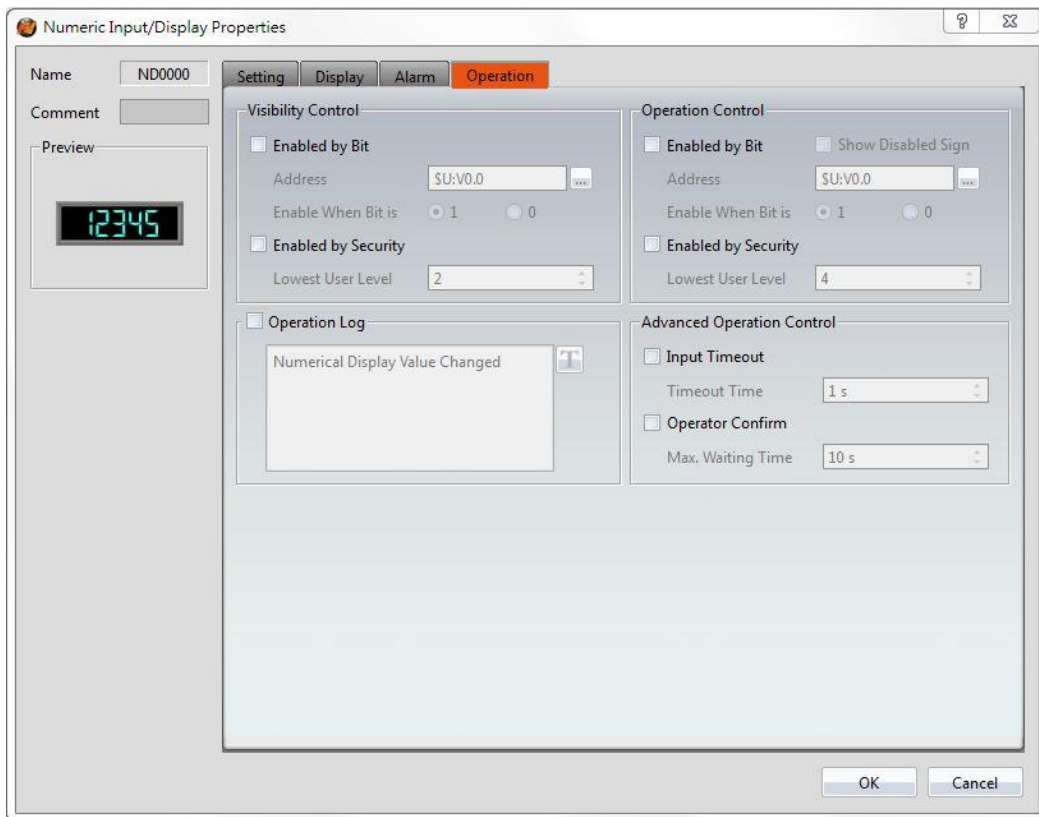 Numeric Input/Display Properties
Name ND0000
Comment
Preview
12345
Setting Display Alarm Operation
Visibility Control
Enabled by Bit
Address $U:V0.0 ...
Enable When Bit is 1 0
Enabled by Security
Lowest User Level 2
Operation Control
Enabled by Bit Show Disabled Sign
Address $U:V0.0 ...
Enable When Bit is 1 0
Enabled by Security
Lowest User Level 4
Operation Log
Numerical Display Value Changed T
Advanced Operation Control
Input Timeout
Timeout Time 1 s
Operator Confirm
Max. Waiting Time 10 s
OK Cancel